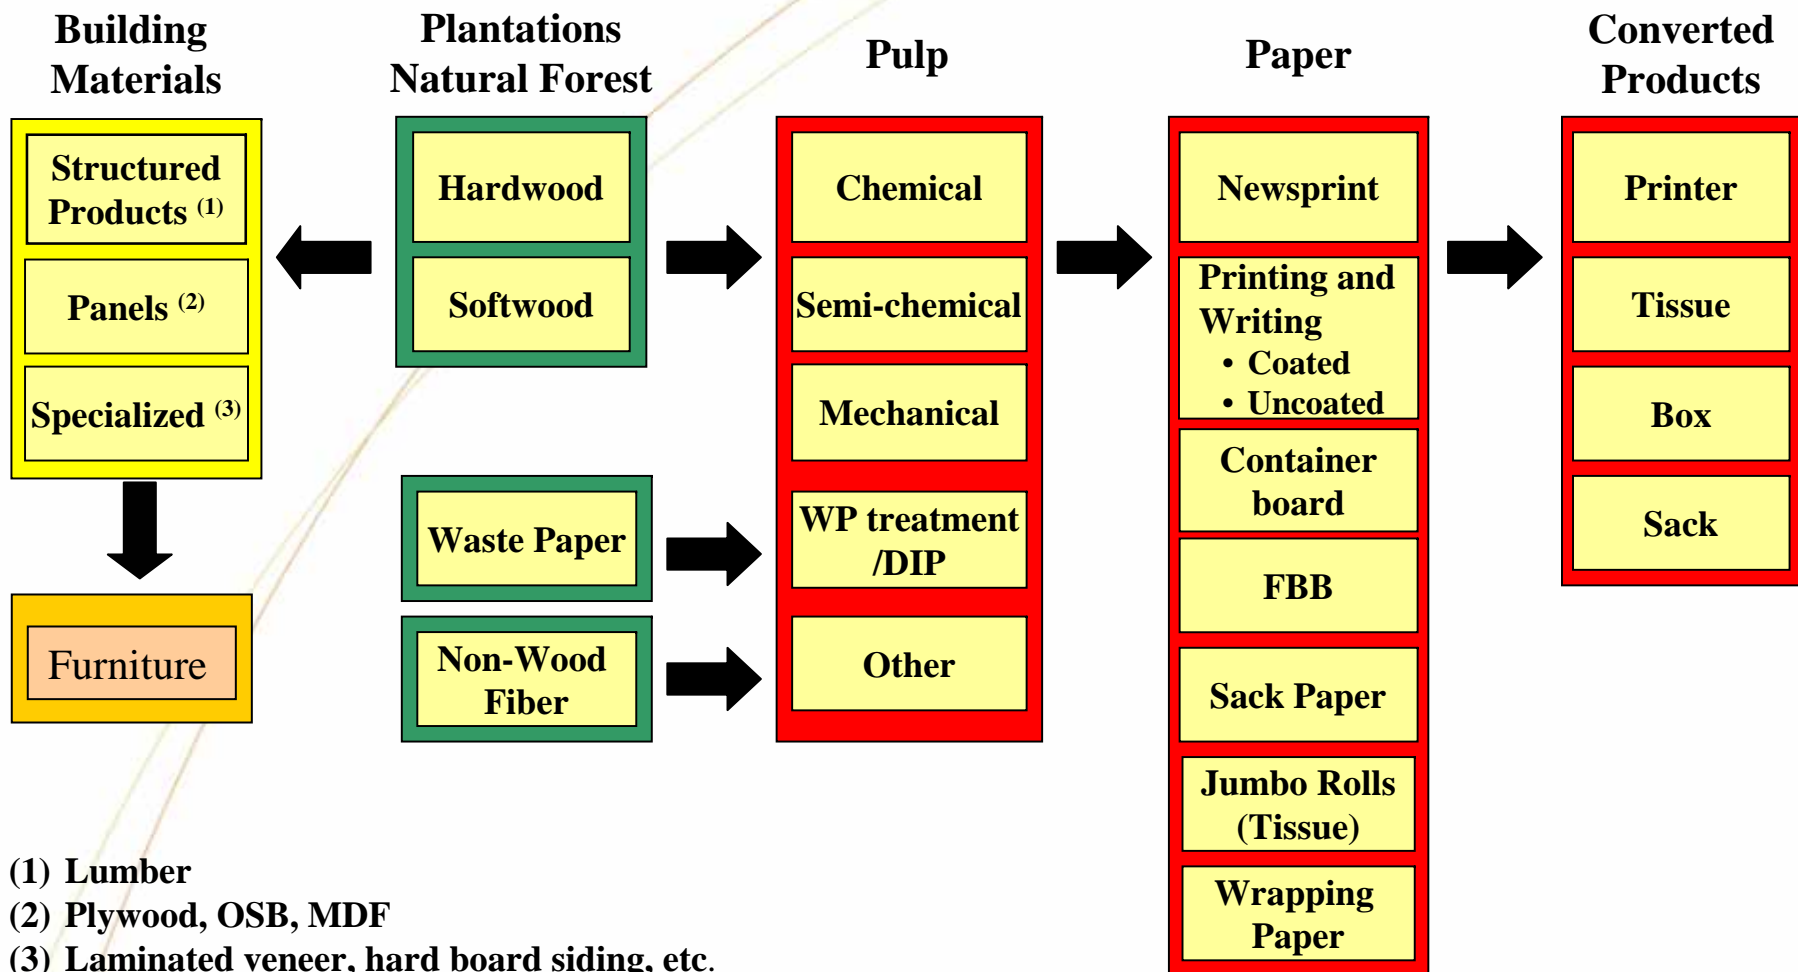 Building
Materials
Structured
Products (1)
Panels (2)
Specialized (3)
Furniture
Plantations
Natural Forest
Hardwood
Softwood
Waste Paper
Non-Wood
Fiber
Pulp
Chemical
Semi-chemical
Mechanical
WP treatment
/DIP
Other
Paper
Newsprint
Printing and
Writing
• Coated
• Uncoated
Container
board
FBB
Sack Paper
Jumbo Rolls
(Tissue)
Wrapping
Paper
Converted
Products
Printer
Tissue
Box
Sack
(1) Lumber
(2) Plywood, OSB, MDF
(3) Laminated veneer, hard board siding, etc.